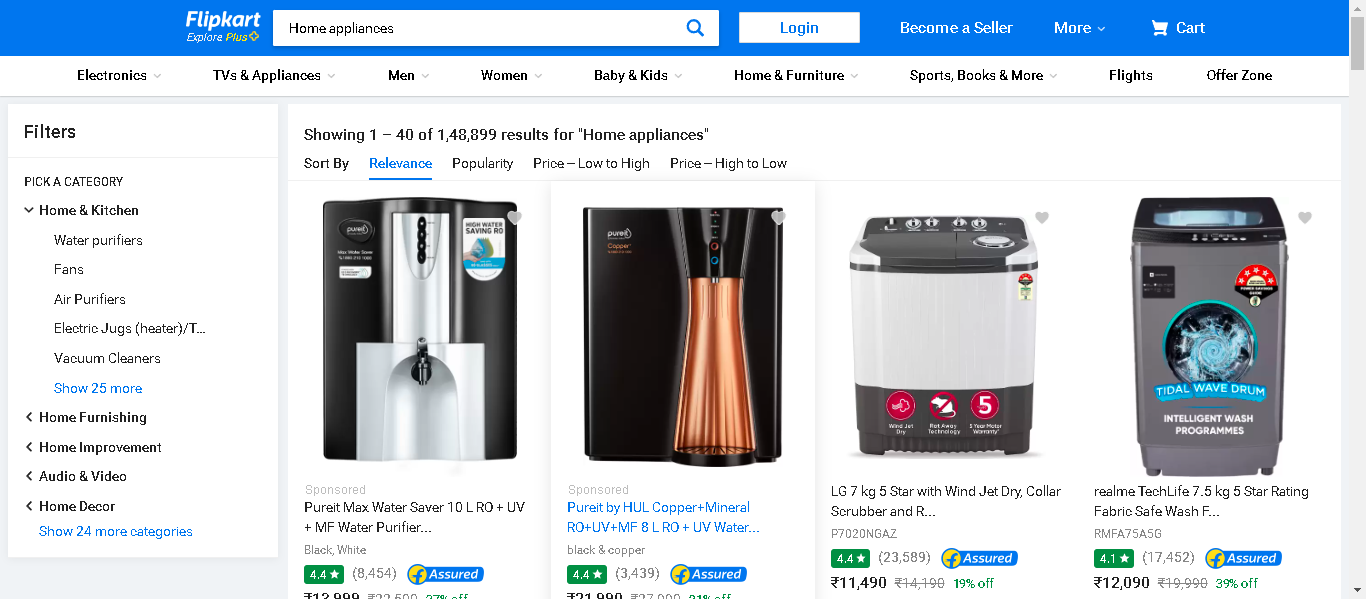 Flipkart
Explore Plus
Home appliances
Login
Become a Seller
More
Cart
Electronics
TVs & Appliances
Men
Women
Baby & Kids
Home & Furniture
Sports, Books & More
Flights
Offer Zone
Filters
PICK A CATEGORY
Home & Kitchen
Water purifiers
Fans
Air Purifiers
Electric Jugs (heater)/T...
Vacuum Cleaners
Show 25 more
Home Furnishing
Home Improvement
Audio & Video
Home Decor
Show 24 more categories
Showing 1 – 40 of 1,48,899 results for "Home appliances"
Sort By
Relevance
Popularity
Price -- Low to High
Price -- High to Low
pureit
Max Water Saver
HIGH WATER
SAVING RO
Sponsored
Pureit Max Water Saver 10 L RO + UV
+ MF Water Purifier...
Black, White
4.4 ★
(8,454)
Assured
₹13,999 ₹22,500 37% off
pureit
Copper+
Sponsored
Pureit by HUL Copper+Mineral
RO+UV+MF 8 L RO + UV Water...
black & copper
4.4 ★
(3,439)
Assured
₹21,990 ₹27,990 21% off
Wind Jet
Dry
Rat Away
Technology
5
5 Year Motor
Warranty*
LG 7 kg 5 Star with Wind Jet Dry, Collar
Scrubber and R...
P7020NGAZ
4.4 ★
(23,589)
Assured
₹11,490 ₹14,190 19% off
TIDAL WAVE DRUM
INTELLIGENT WASH
PROGRAMMES
realme TechLife 7.5 kg 5 Star Rating
Fabric Safe Wash F...
RMFA75A5G
4.1 ★
(17,452)
Assured
₹12,090 ₹19,990 39% off